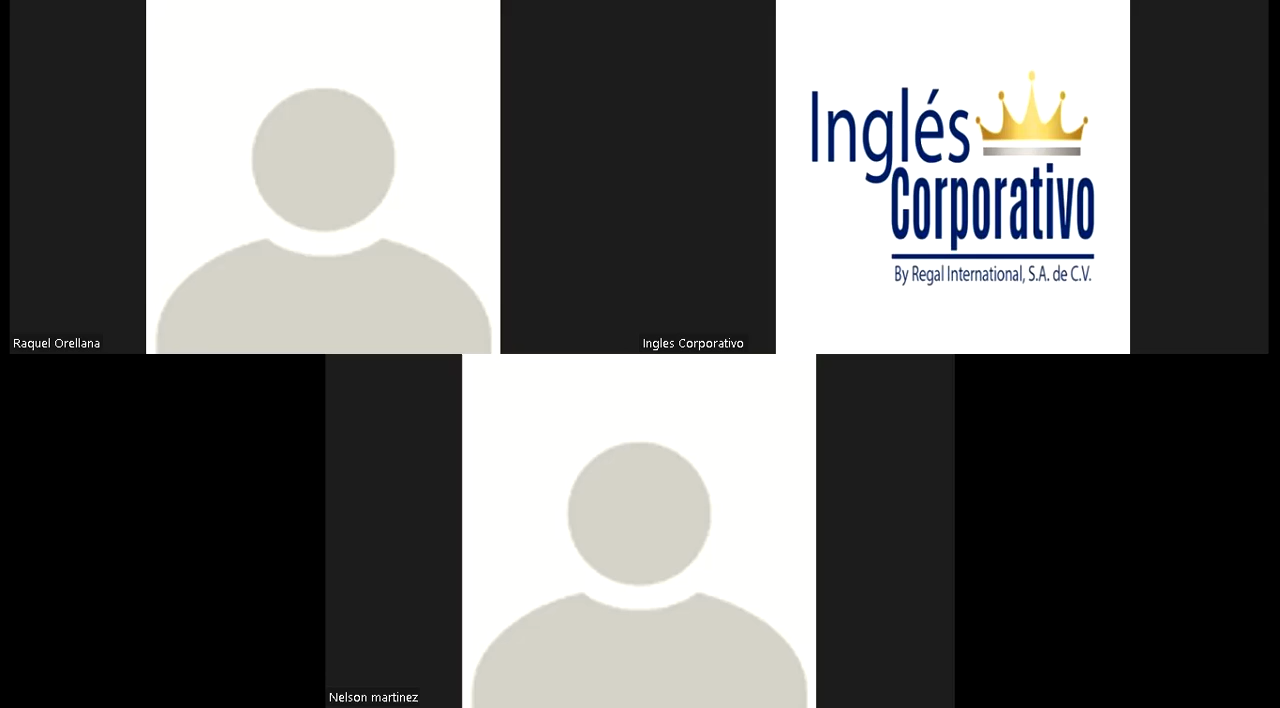 Inglés
Corporativo
By Regal International, S.A. de C.V.
Raquel Orellana
Ingles Corporativo
Nelson martinez